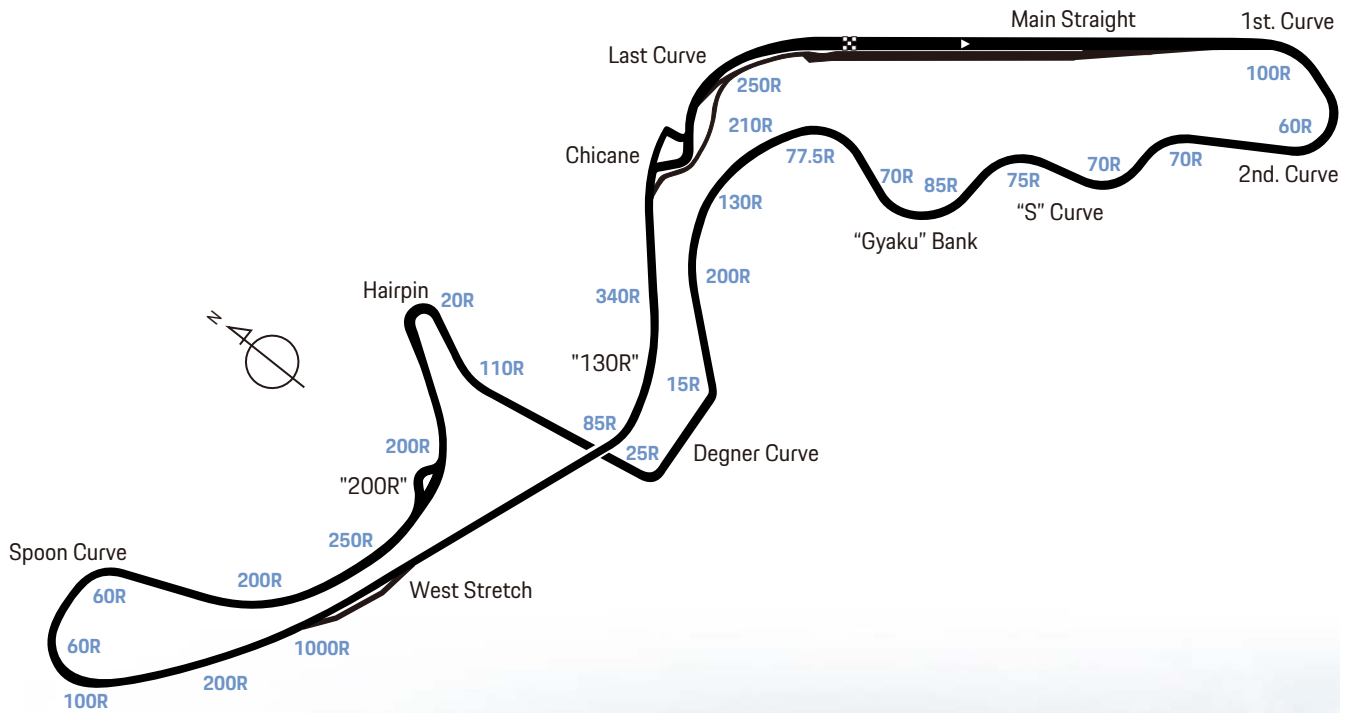 Main Straight
1st. Curve
Last Curve
100R
250R
210R
60R
Chicane
77.5R
70R
85R
75R
70R
70R
2nd. Curve
130R
"S" Curve
"Gyaku" Bank
200R
Hairpin
20R
340R
N
"130R"
110R
15R
85R
25R
Degner Curve
200R
"200R"
250R
Spoon Curve
200R
60R
West Stretch
60R
1000R
200R
100R